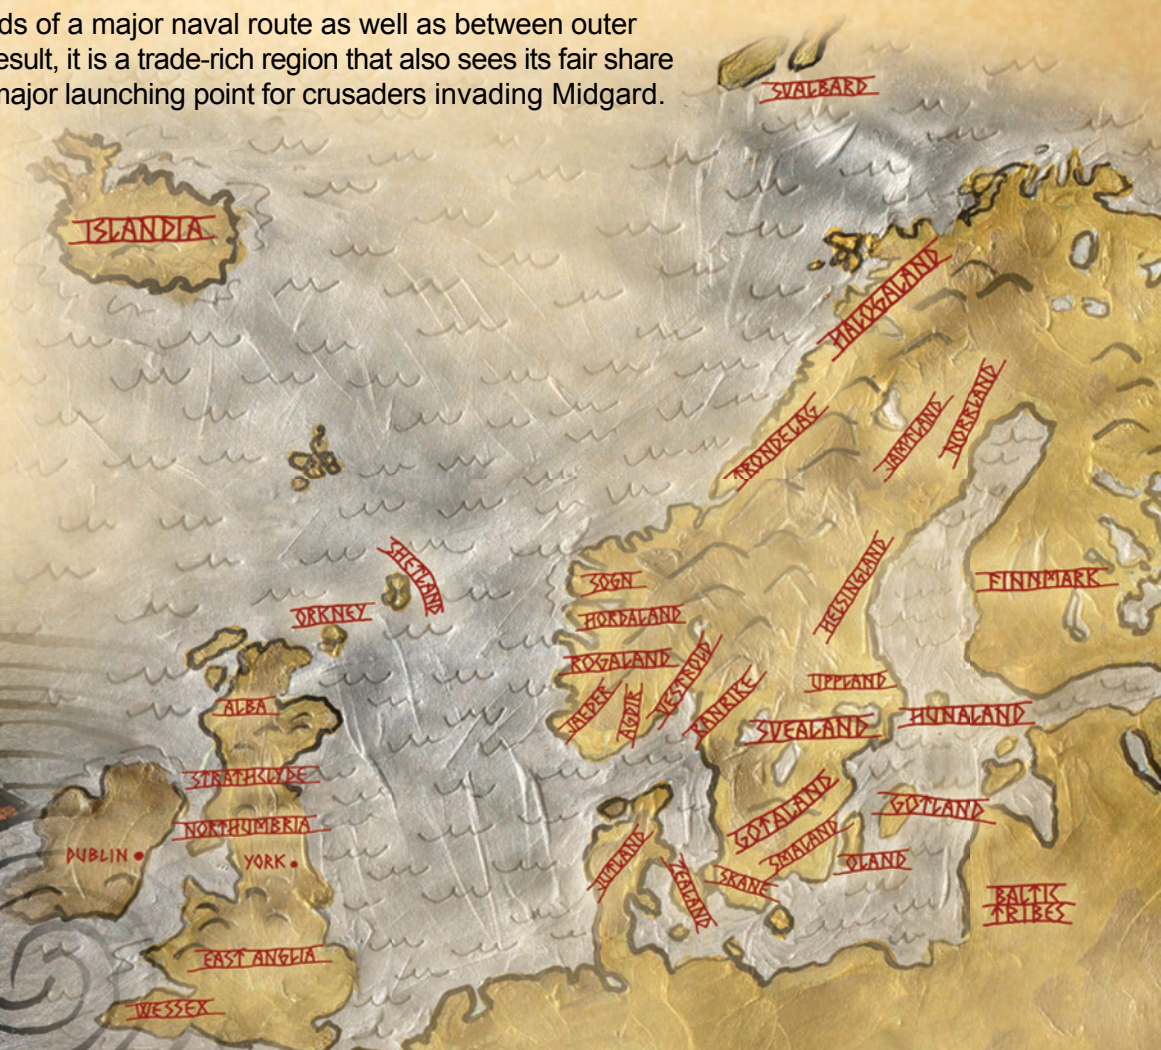 ds of a major naval route as well as between outer
esult, it is a trade-rich region that also sees its fair share
major launching point for crusaders invading Midgard.
SVALBARD
ISLANDIA
HALOGALAND
NORRLAND
JAMTLAND
TRONDELAG
SHETLAND
ORKNEY
SOGN
HORDALAND
ROGALAND
JAEDER
AGDIR
VESTFOLD
RANRIKE
HELSINGLAND
FINNMARK
UPPLAND
SVEALAND
HUNALAND
ALBA
STRATHCLYDE
NORTHUMBRIA
DUBLIN
YORK
GOTALAND
SMALAND
GOTLAND
OLAND
JUTLAND
ZEALAND
SKANE
BALTIC
TRIBES
EAST ANGLIA
WESSEX